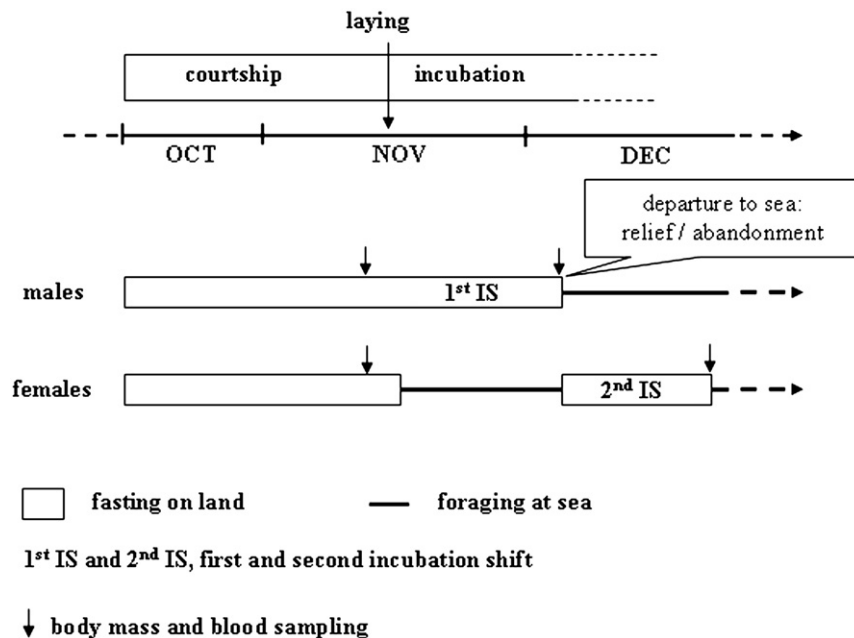 laying
courtship
incubation
OCT
NOV
DEC
departure to sea:
relief / abandonment
males
1st IS
females
2nd IS
fasting on land
foraging at sea
1st IS and 2nd IS, first and second incubation shift
body mass and blood sampling